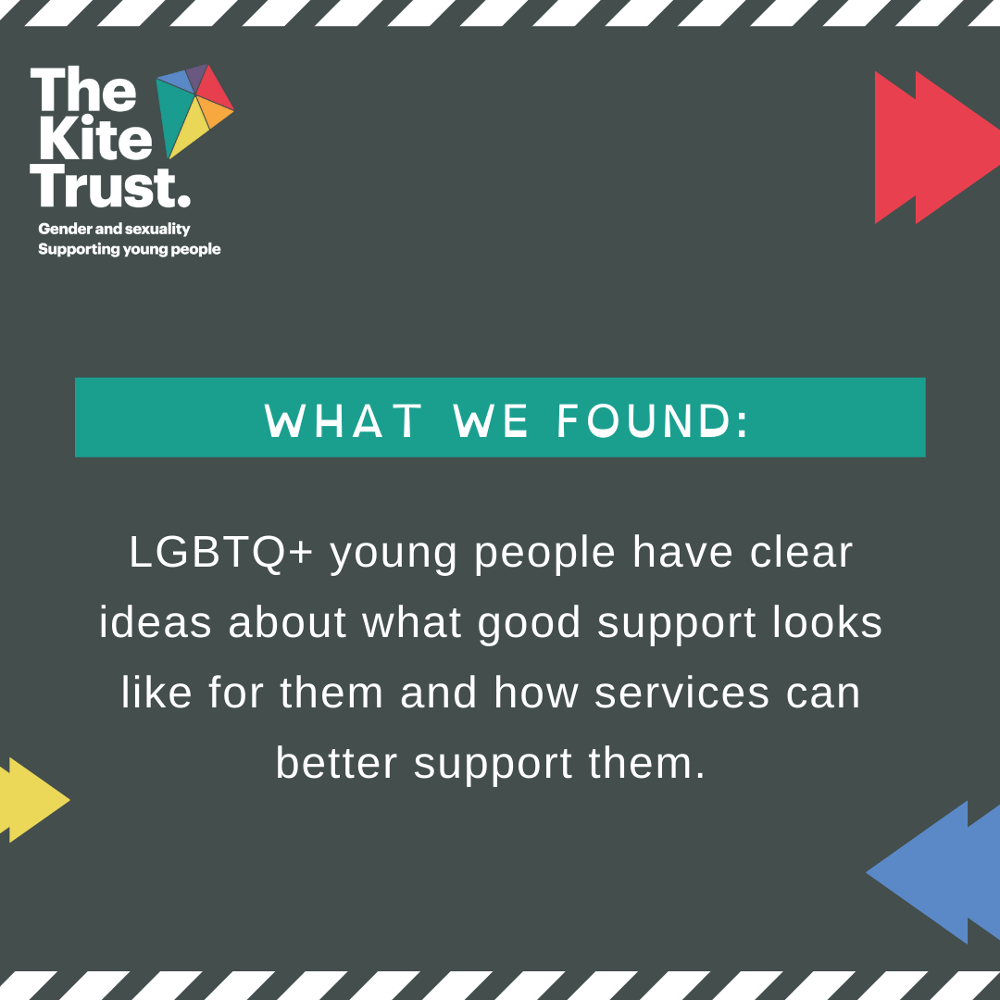 The
Kite
Trust.
Gender and sexuality
Supporting young people
WHAT WE FOUND:
LGBTQ+ young people have clear
ideas about what good support looks
like for them and how services can
better support them.